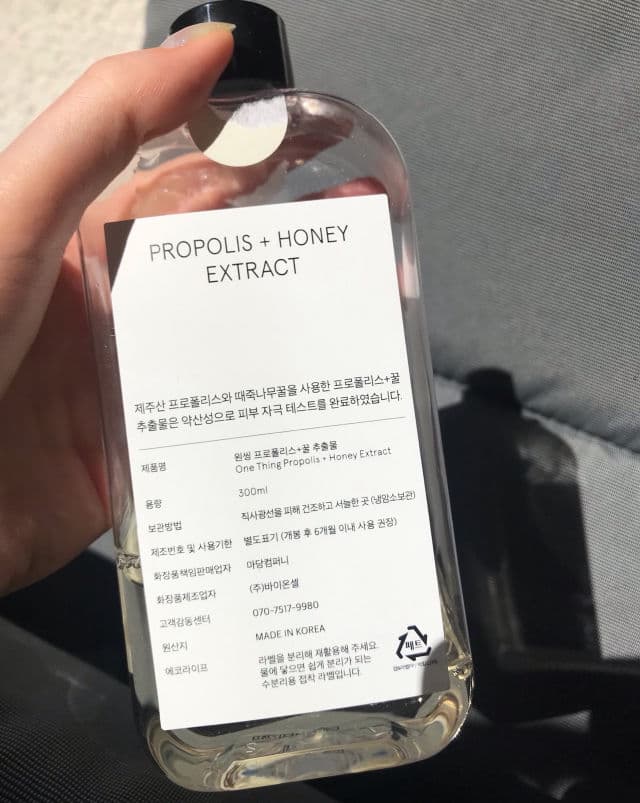 PROPOLIS + HONEY
EXTRACT
제주산 프로폴리스와 때죽나무꿀을 사용한 프로폴리스+꿀
추출물은 약산성으로 피부 자극 테스트를 완료하였습니다.
제품명 원씽 프로폴리스+꿀 추출물
One Thing Propolis + Honey Extract
용량 300ml
보관방법 직사광선을 피해 건조하고 서늘한 곳 (냉암소보관)
제조번호 및 사용기한 별도표기 (개봉 후 6개월 이내 사용 권장)
화장품책임판매업자 마당컴퍼니
화장품제조업자 (주)바이온셀
고객감동센터 070-7517-9980
원산지 MADE IN KOREA
에코라이프 라벨을 분리해 재활용해 주세요.
물에 닿으면 쉽게 분리가 되는
수분리용 접착 라벨입니다.
페트